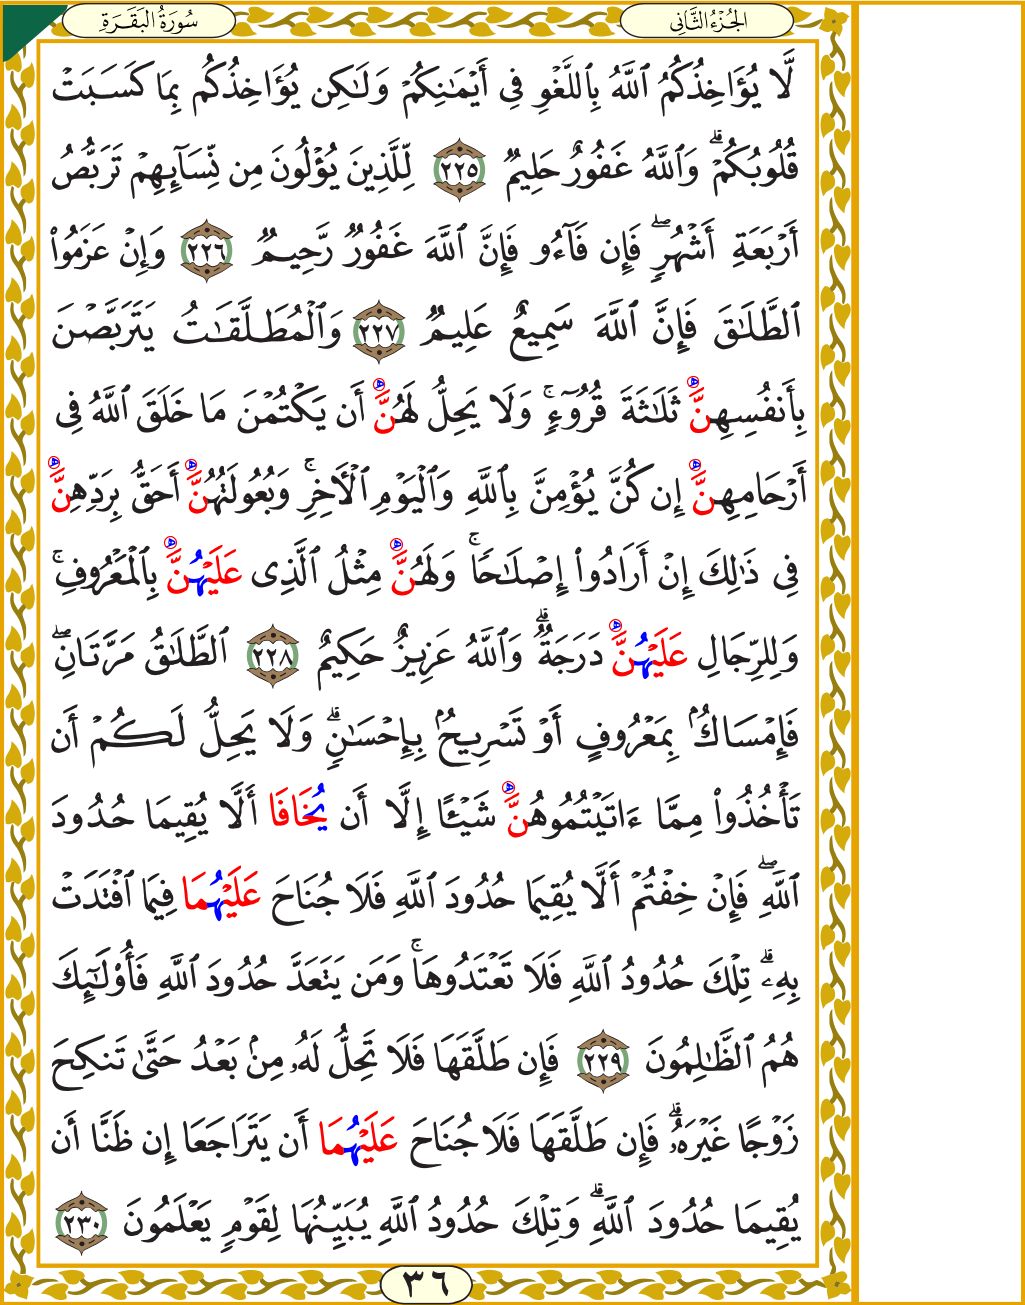 سُورَةُ البَقَرَةِ
الجُزْءُ الثَّانِي
لَّا يُؤَاخِذُكُمُ ٱللَّهُ بِٱللَّغْوِ فِىٓ أَيْمَٰنِكُمْ وَلَٰكِن يُؤَاخِذُكُم بِمَا كَسَبَتْ
قُلُوبُكُمْ ۗ وَٱللَّهُ غَفُورٌ حَلِيمٌ ٢٢٥ لِّلَّذِينَ يُؤْلُونَ مِن نِّسَآئِهِمْ تَرَبُّصُ
أَرْبَعَةِ أَشْهُرٍ ۖ فَإِن فَآءُو فَإِنَّ ٱللَّهَ غَفُورٌ رَّحِيمٌ ٢٢٦ وَإِنْ عَزَمُوا۟
ٱلطَّلَٰقَ فَإِنَّ ٱللَّهَ سَمِيعٌ عَلِيمٌ ٢٢٧ وَٱلْمُطَلَّقَٰتُ يَتَرَبَّصْنَ
بِأَنفُسِهِنَّ ثَلَٰثَةَ قُرُوٓءٍ ۚ وَلَا يَحِلُّ لَهُنَّ أَن يَكْتُمْنَ مَا خَلَقَ ٱللَّهُ فِىٓ
أَرْحَامِهِنَّ إِن كُنَّ يُؤْمِنَّ بِٱللَّهِ وَٱلْيَوْمِ ٱلْـَٔاخِرِ ۚ وَبُعُولَتُهُنَّ أَحَقُّ بِرَدِّهِنَّ
فِى ذَٰلِكَ إِنْ أَرَادُوٓا۟ إِصْلَٰحًا ۚ وَلَهُنَّ مِثْلُ ٱلَّذِى عَلَيْهُنَّ بِٱلْمَعْرُوفِ ۚ
وَلِلرِّجَالِ عَلَيْهُنَّ دَرَجَةٌ ۗ وَٱللَّهُ عَزِيزٌ حَكِيمٌ ٢٢٨ ٱلطَّلَٰقُ مَرَّتَانِ ۖ
فَإِمْسَاكٌۢ بِمَعْرُوفٍ أَوْ تَسْرِيحٌۢ بِإِحْسَٰنٍ ۗ وَلَا يَحِلُّ لَكُمْ أَن
تَأْخُذُوا۟ مِمَّآ ءَاتَيْتُمُوهُنَّ شَيْـًٔا إِلَّآ أَن يُخَافَآ أَلَّا يُقِيمَا حُدُودَ
ٱللَّهِ ۖ فَإِنْ خِفْتُمْ أَلَّا يُقِيمَا حُدُودَ ٱللَّهِ فَلَا جُنَاحَ عَلَيْهُمَا فِيمَا ٱفْتَدَتْ
بِهِۦ ۗ تِلْكَ حُدُودُ ٱللَّهِ فَلَا تَعْتَدُوهَا ۚ وَمَن يَتَعَدَّ حُدُودَ ٱللَّهِ فَأُو۟لَٰٓئِكَ
هُمُ ٱلظَّٰلِمُونَ ٢٢٩ فَإِن طَلَّقَهَا فَلَا تَحِلُّ لَهُۥ مِنۢ بَعْدُ حَتَّىٰ تَنكِحَ
زَوْجًا غَيْرَهُۥ ۗ فَإِن طَلَّقَهَا فَلَا جُنَاحَ عَلَيْهُمَآ أَن يَتَرَاجَعَآ إِن ظَنَّآ أَن
يُقِيمَا حُدُودَ ٱللَّهِ ۗ وَتِلْكَ حُدُودُ ٱللَّهِ يُبَيِّنُهَا لِقَوْمٍ يَعْلَمُونَ ٢٣٠
٣٦